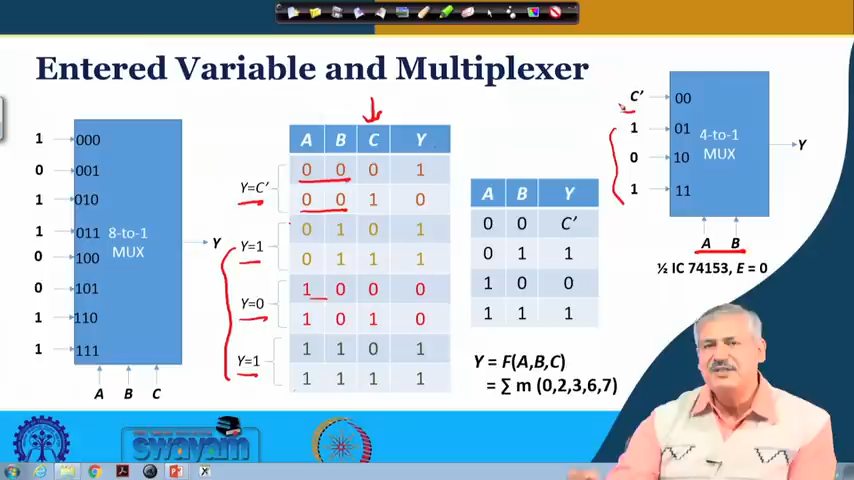 Entered Variable and Multiplexer
1 000
0 001
1 010
1 011
0 100
0 101
1 110
1 111
8-to-1
MUX
Y
A B C
Y=C'
Y=1
Y=0
Y=1
A B C Y
0 0 0 1
0 0 1 0
0 1 0 1
0 1 1 1
1 0 0 0
1 0 1 0
1 1 0 1
1 1 1 1
A B Y
0 0 C'
0 1 1
1 0 0
1 1 1
Y = F(A,B,C)
= ∑ m (0,2,3,6,7)
C' 00
1 01
0 10
1 11
4-to-1
MUX
Y
A B
½ IC 74153, E = 0
swayam